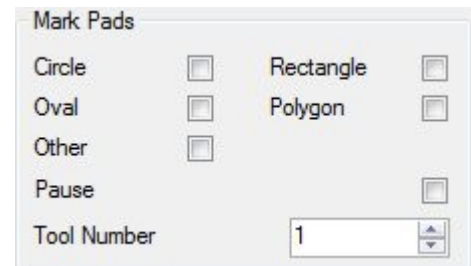 Mark Pads
Circle Rectangle
Oval Polygon
Other
Pause
Tool Number 1